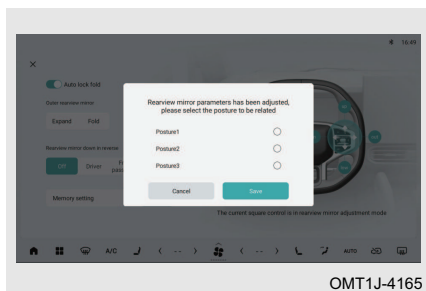 16:49
Auto lock fold
Outer rearview mirror
Expand Fold
Rearview mirror down in reverse
Off Driver
Memory setting
Rearview mirror parameters has been adjusted,
please select the posture to be related
Posture1
Posture2
Posture3
Cancel Save
The current square control is in rearview mirror adjustment mode
A/C < -- > < -- > AUTO
OMT1J-4165